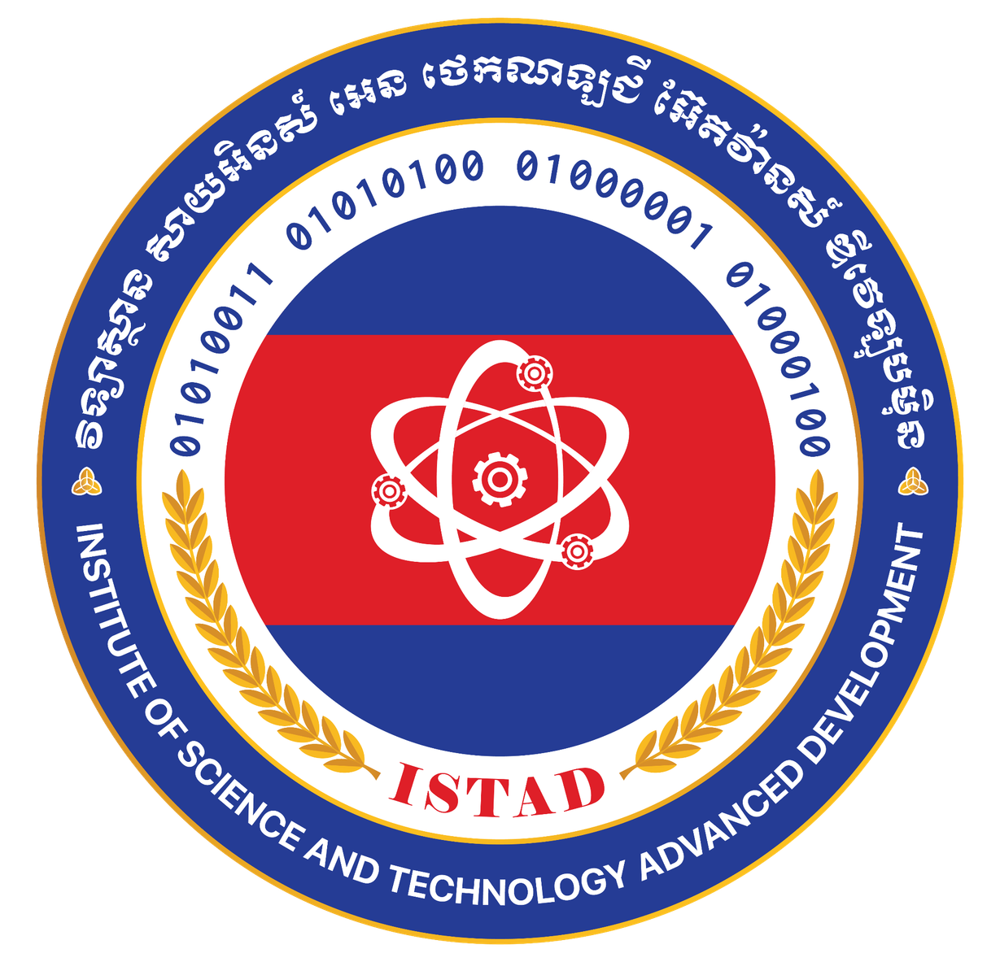 វិទ្យាស្ថាន សាយអិនស៍ អេន ថេកណឡូជី អ៊ែតវ៉ានស៍ ឌីវេឡុបម៉ិន
01010011 01010100 01000001 01000100
ISTAD
INSTITUTE OF SCIENCE AND TECHNOLOGY ADVANCED DEVELOPMENT